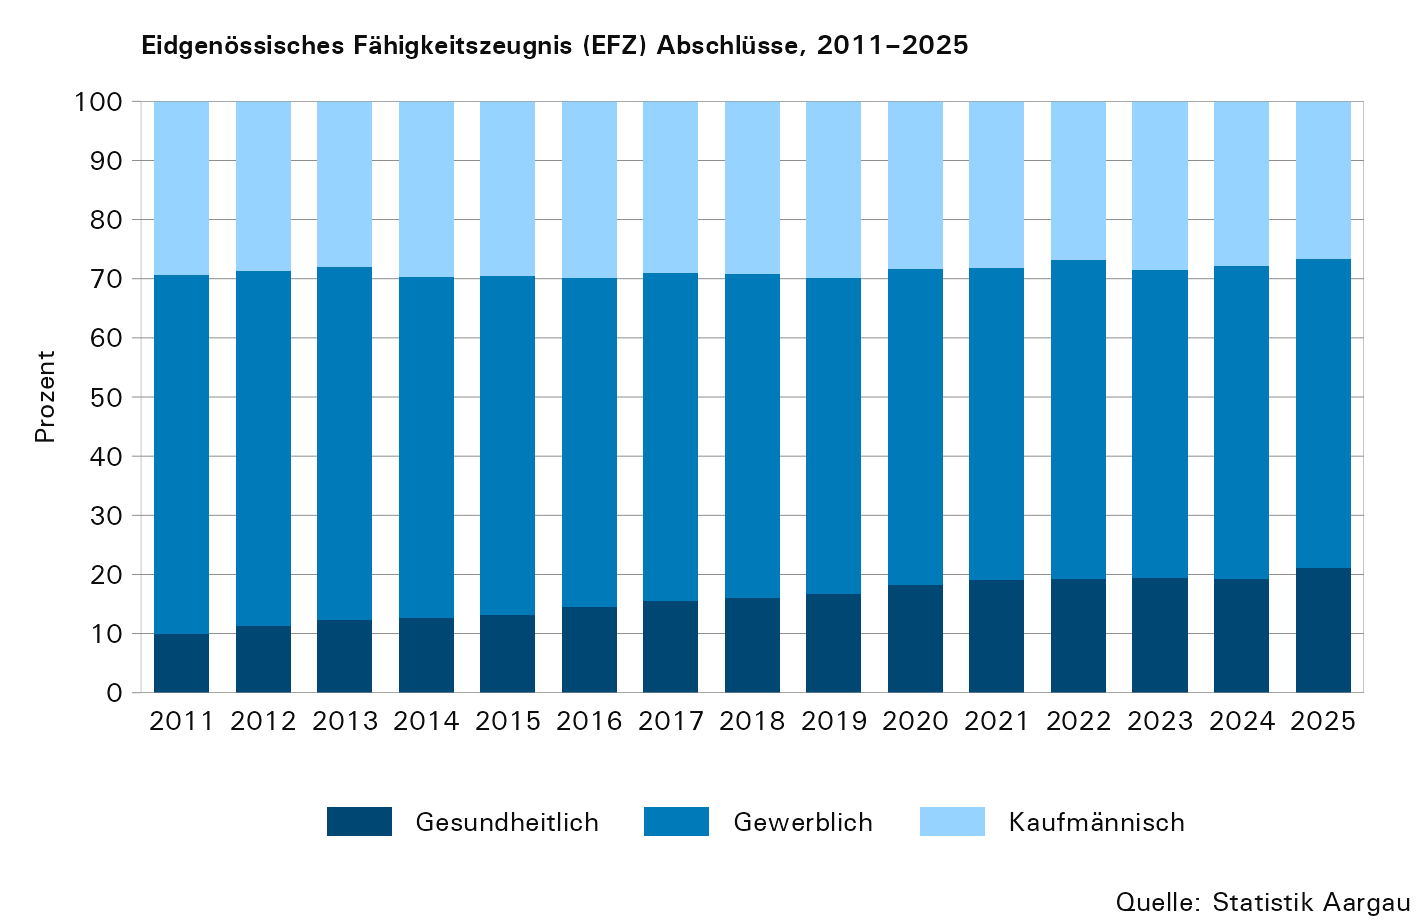 Eidgenössisches Fähigkeitszeugnis (EFZ) Abschlüsse, 2011–2025
Prozent
100
90
80
70
60
50
40
30
20
10
0
2011 2012 2013 2014 2015 2016 2017 2018 2019 2020 2021 2022 2023 2024 2025
Gesundheitlich Gewerblich Kaufmännisch
Quelle: Statistik Aargau